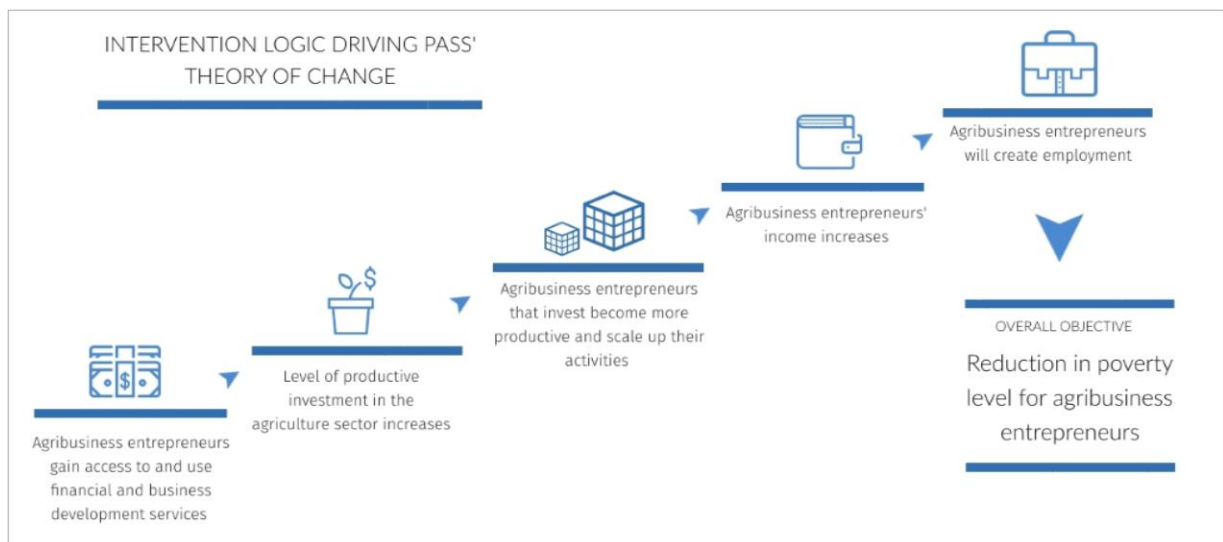 INTERVENTION LOGIC DRIVING PASS'
THEORY OF CHANGE
Agribusiness entrepreneurs
gain access to and use
financial and business
development services
Level of productive
investment in the
agriculture sector increases
Agribusiness entrepreneurs
that invest become more
productive and scale up their
activities
Agribusiness entrepreneurs'
income increases
Agribusiness entrepreneurs
will create employment
OVERALL OBJECTIVE
Reduction in poverty
level for agribusiness
entrepreneurs